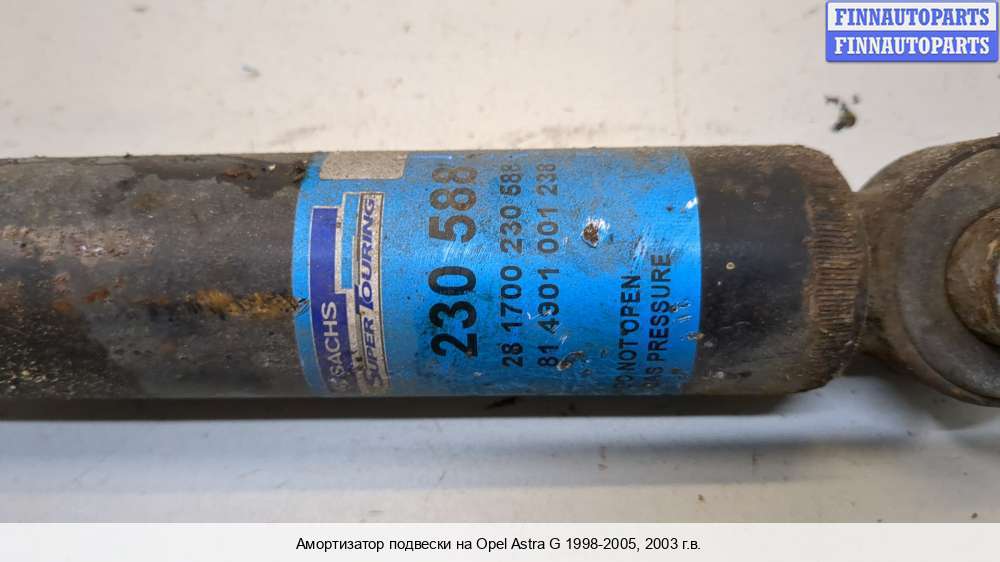 FINNAUTOPARTS
FINNAUTOPARTS
SACHS
SUPER TOURING
230 588
28 1700 230 588
81 4901 001 238
DO NOT OPEN
GAS PRESSURE
Амортизатор подвески на Opel Astra G 1998-2005, 2003 г.в.